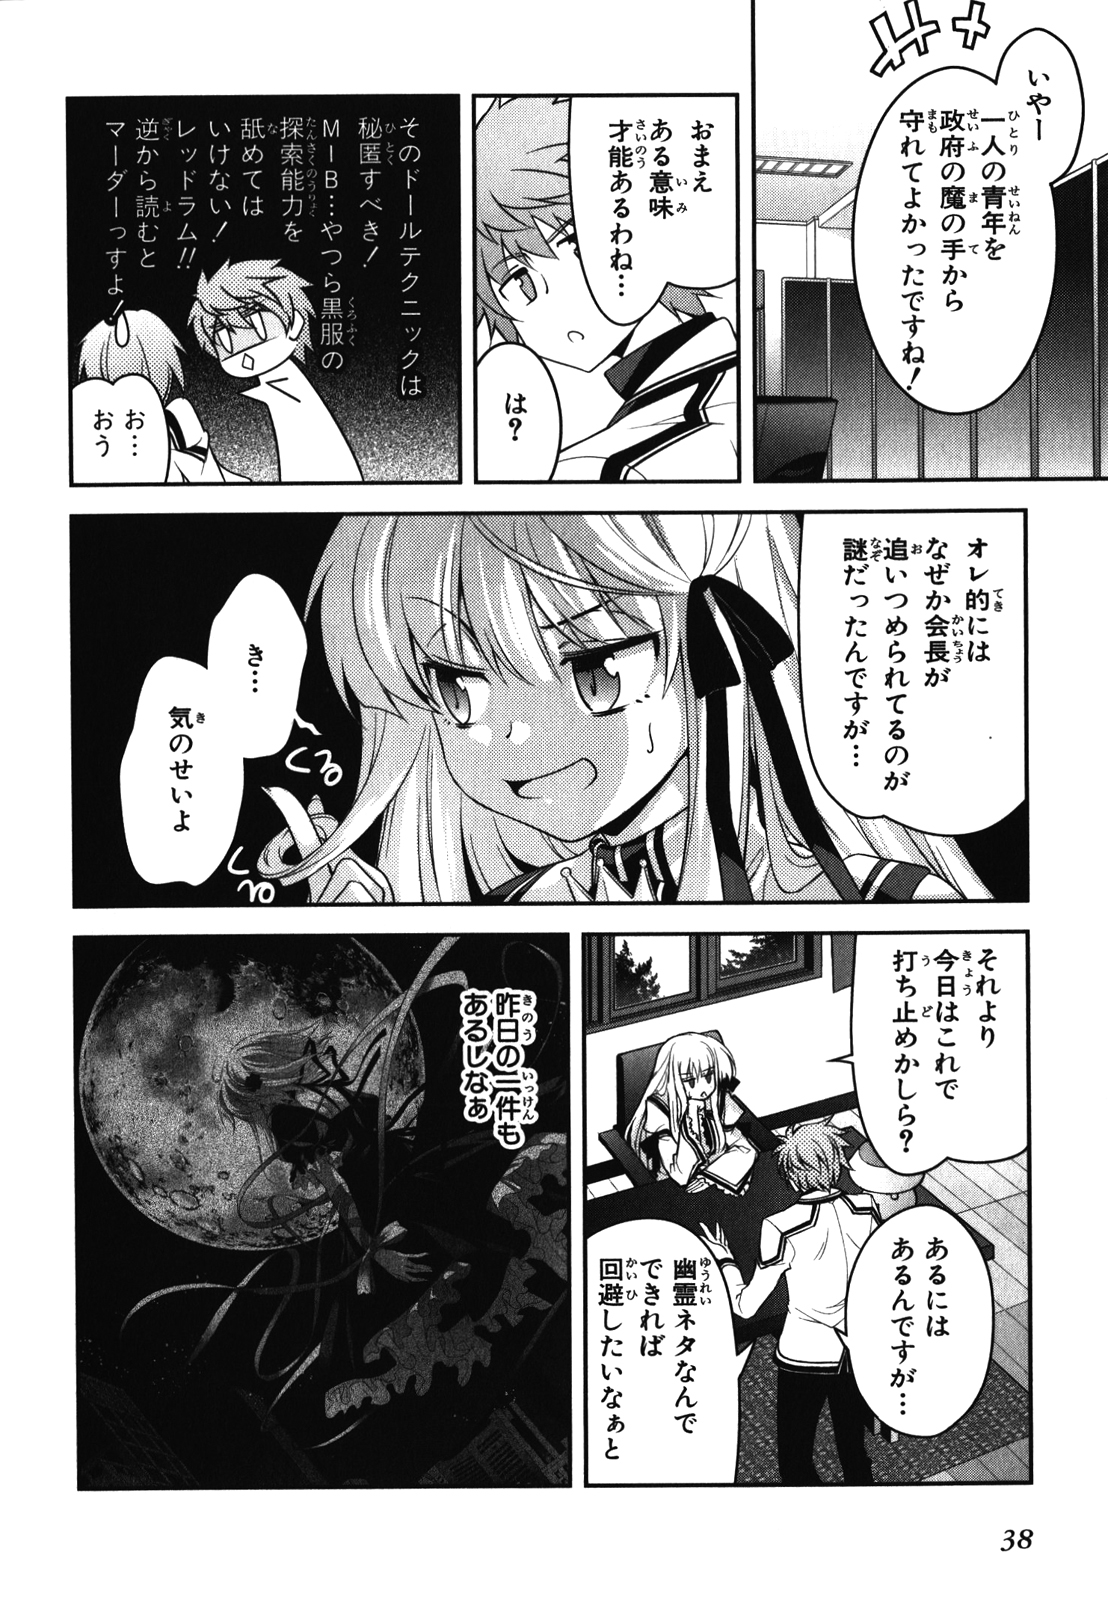 いやー
一人の青年を
政府の魔の手から
守れてよかったですね！
おまえ
ある意味
才能あるわね…
は？
そのドールテクニックは
秘匿すべき！
ＭＩＢ…やつら黒服の
探索能力を
舐めては
いけない！
レッドラム!!
逆から読むと
マーダーっすよ！
お…
おう
オレ的には
なぜか会長が
追いつめられてるのが
謎だったんですが…
き…
気のせいよ
くる
くる
それより
今日はこれで
打ち止めかしら？
あるには
あるんですが…
幽霊ネタなんで
できれば
回避したいなぁと
昨日の一件も
あるしなぁ
38